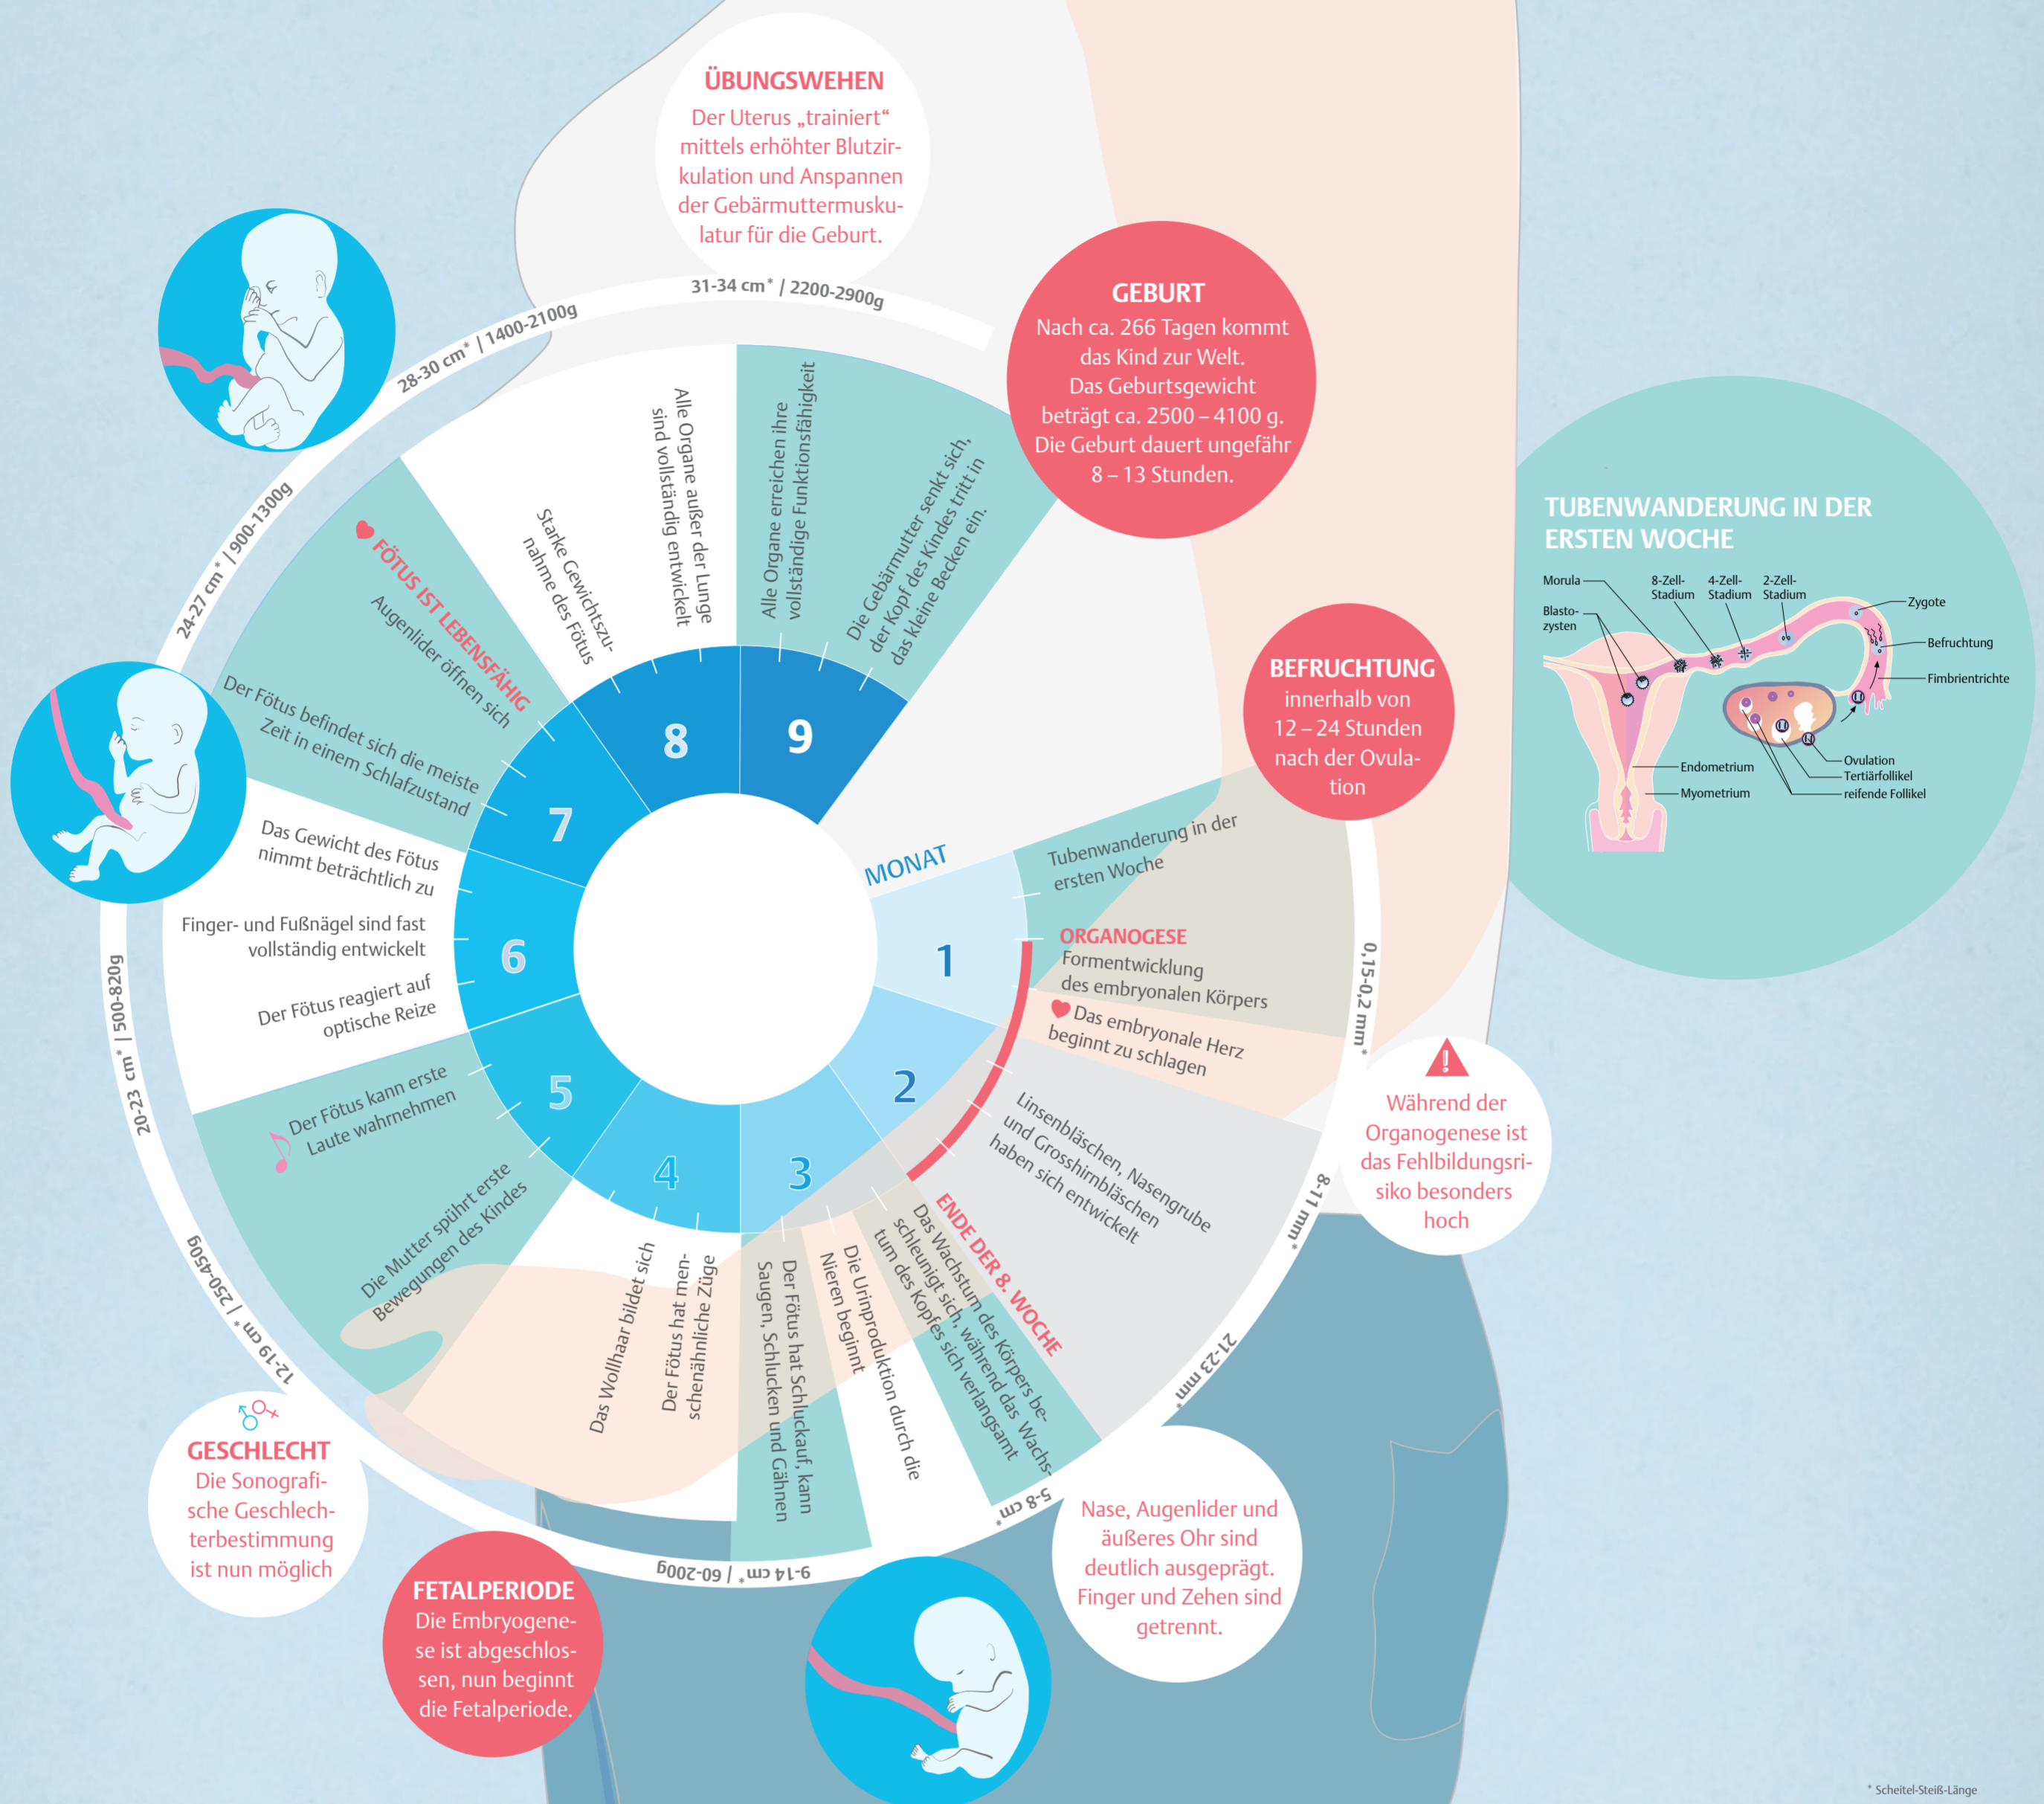 ÜBUNGSWEHEN
Der Uterus „trainiert“
mittels erhöhter Blutzir-
kulation und Anspannen
der Gebärmuttermusku-
latur für die Geburt.
GEBURT
Nach ca. 266 Tagen kommt
das Kind zur Welt.
Das Geburtsgewicht
beträgt ca. 2500 – 4100 g.
Die Geburt dauert ungefähr
8 – 13 Stunden.
BEFRUCHTUNG
innerhalb von
12 – 24 Stunden
nach der Ovula-
tion
TUBENWANDERUNG IN DER
ERSTEN WOCHE
Morula
8-Zell-
Stadium
4-Zell-
Stadium
2-Zell-
Stadium
Zygote
Blasto-
zysten
Befruchtung
Fimbrientrichte
Ovulation
Tertiärfollikel
reifende Follikel
Endometrium
Myometrium
MONAT
1
Tubenwanderung in der
ersten Woche
ORGANOGESE
Formentwicklung
des embryonalen Körpers
Das embryonale Herz
beginnt zu schlagen
0,15-0,2 mm*
!
Während der
Organogenese ist
das Fehlbildungsri-
siko besonders
hoch
2
Linsenbläschen, Nasengrube
und Grosshirnbläschen
haben sich entwickelt
8-11 mm*
ENDE DER 8. WOCHE
21-23 mm*
Nase, Augenlider und
äußeres Ohr sind
deutlich ausgeprägt.
Finger und Zehen sind
getrennt.
3
Das Wachstum des Körpers be-
schleunigt sich, während das Wachs-
tum des Kopfes sich verlangsamt
Die Urinproduktion durch die
Nieren beginnt
Der Fötus hat Schluckauf, kann
Saugen, Schlucken und Gähnen
5-8 cm*
9-14 cm* | 60-200g
FETALPERIODE
Die Embryogene-
se ist abgeschlos-
sen, nun beginnt
die Fetalperiode.
4
Der Fötus hat men-
schenähnliche Züge
Das Wollhaar bildet sich
GESCHLECHT
Die Sonografi-
sche Geschlech-
terbestimmung
ist nun möglich
12-19 cm* | 250-450g
5
Die Mutter spührt erste
Bewegungen des Kindes
Der Fötus kann erste
Laute wahrnehmen
20-23 cm* | 500-820g
6
Der Fötus reagiert auf
optische Reize
Finger- und Fußnägel sind fast
vollständig entwickelt
Das Gewicht des Fötus
nimmt beträchtlich zu
24-27 cm* | 900-1300g
7
Der Fötus befindet sich die meiste
Zeit in einem Schlafzustand
Augenlider öffnen sich
FÖTUS IST LEBENSFÄHIG
28-30 cm* | 1400-2100g
8
Starke Gewichtszu-
nahme des Fötus
Alle Organe außer der Lunge
sind vollständig entwickelt
31-34 cm* | 2200-2900g
9
Alle Organe erreichen ihre
vollständige Funktionsfähigkeit
Die Gebärmutter senkt sich,
der Kopf des Kindes tritt in
das kleine Becken ein.
* Scheitel-Steiß-Länge